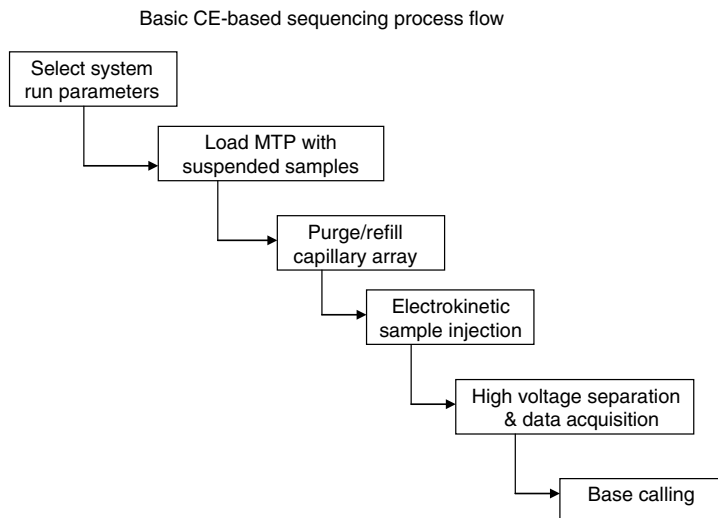 Basic CE-based sequencing process flow
Select system
run parameters
Load MTP with
suspended samples
Purge/refill
capillary array
Electrokinetic
sample injection
High voltage separation
& data acquisition
Base calling